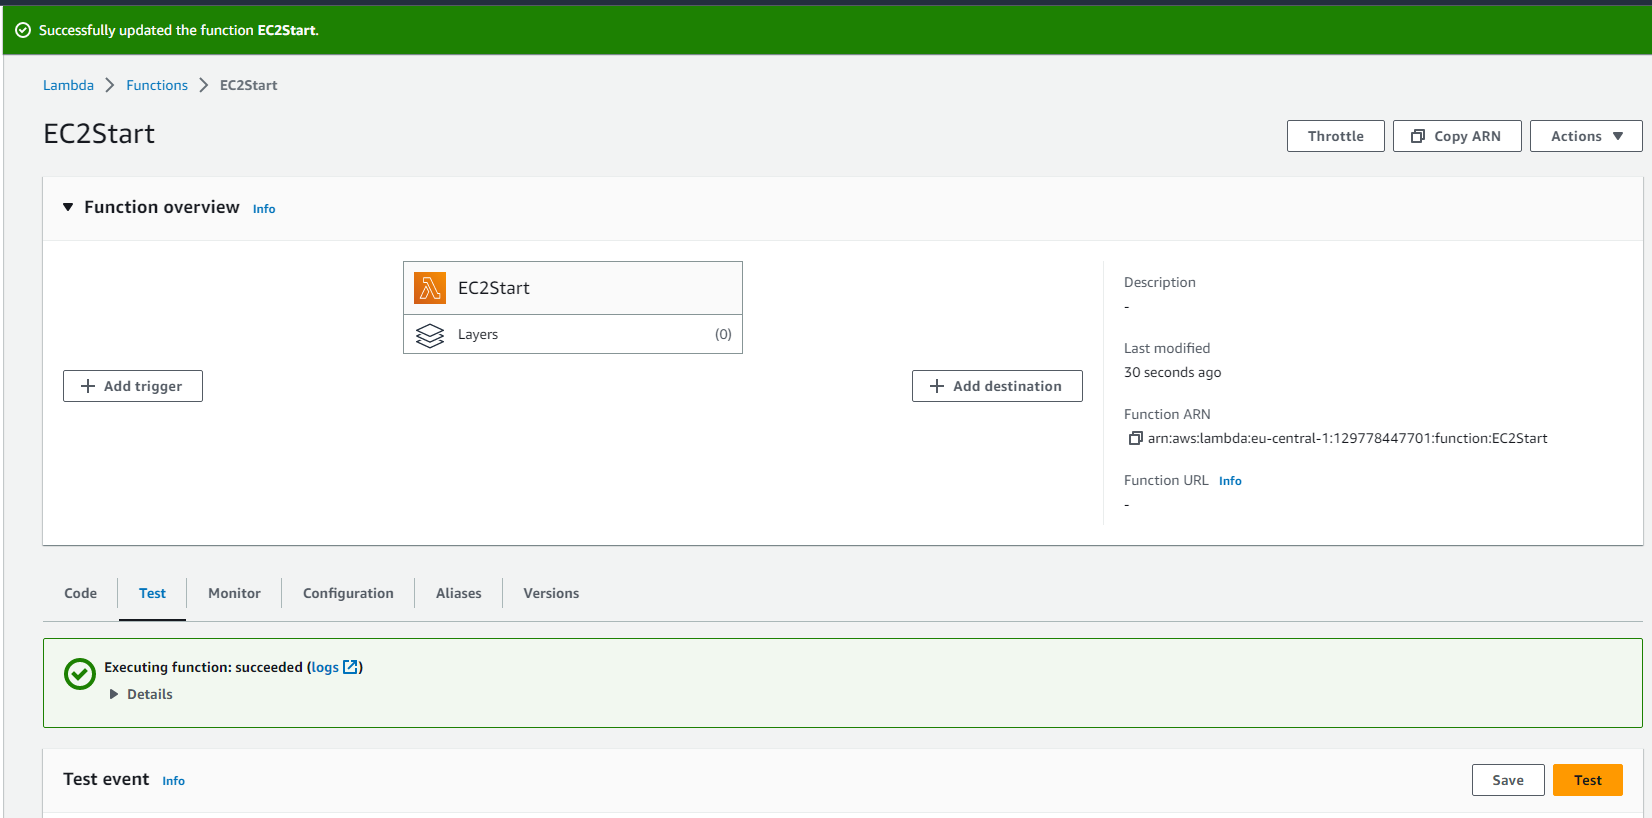 Successfully updated the function EC2Start.
Lambda Functions EC2Start
EC2Start
Throttle Copy ARN Actions
Function overview Info
EC2Start
Layers (0)
Add trigger
Add destination
Description
-
Last modified
30 seconds ago
Function ARN
arn:aws:lambda:eu-central-1:129778447701:function:EC2Start
Function URL Info
-
Code Test Monitor Configuration Aliases Versions
Executing function: succeeded (logs)
Details
Test event Info
Save Test